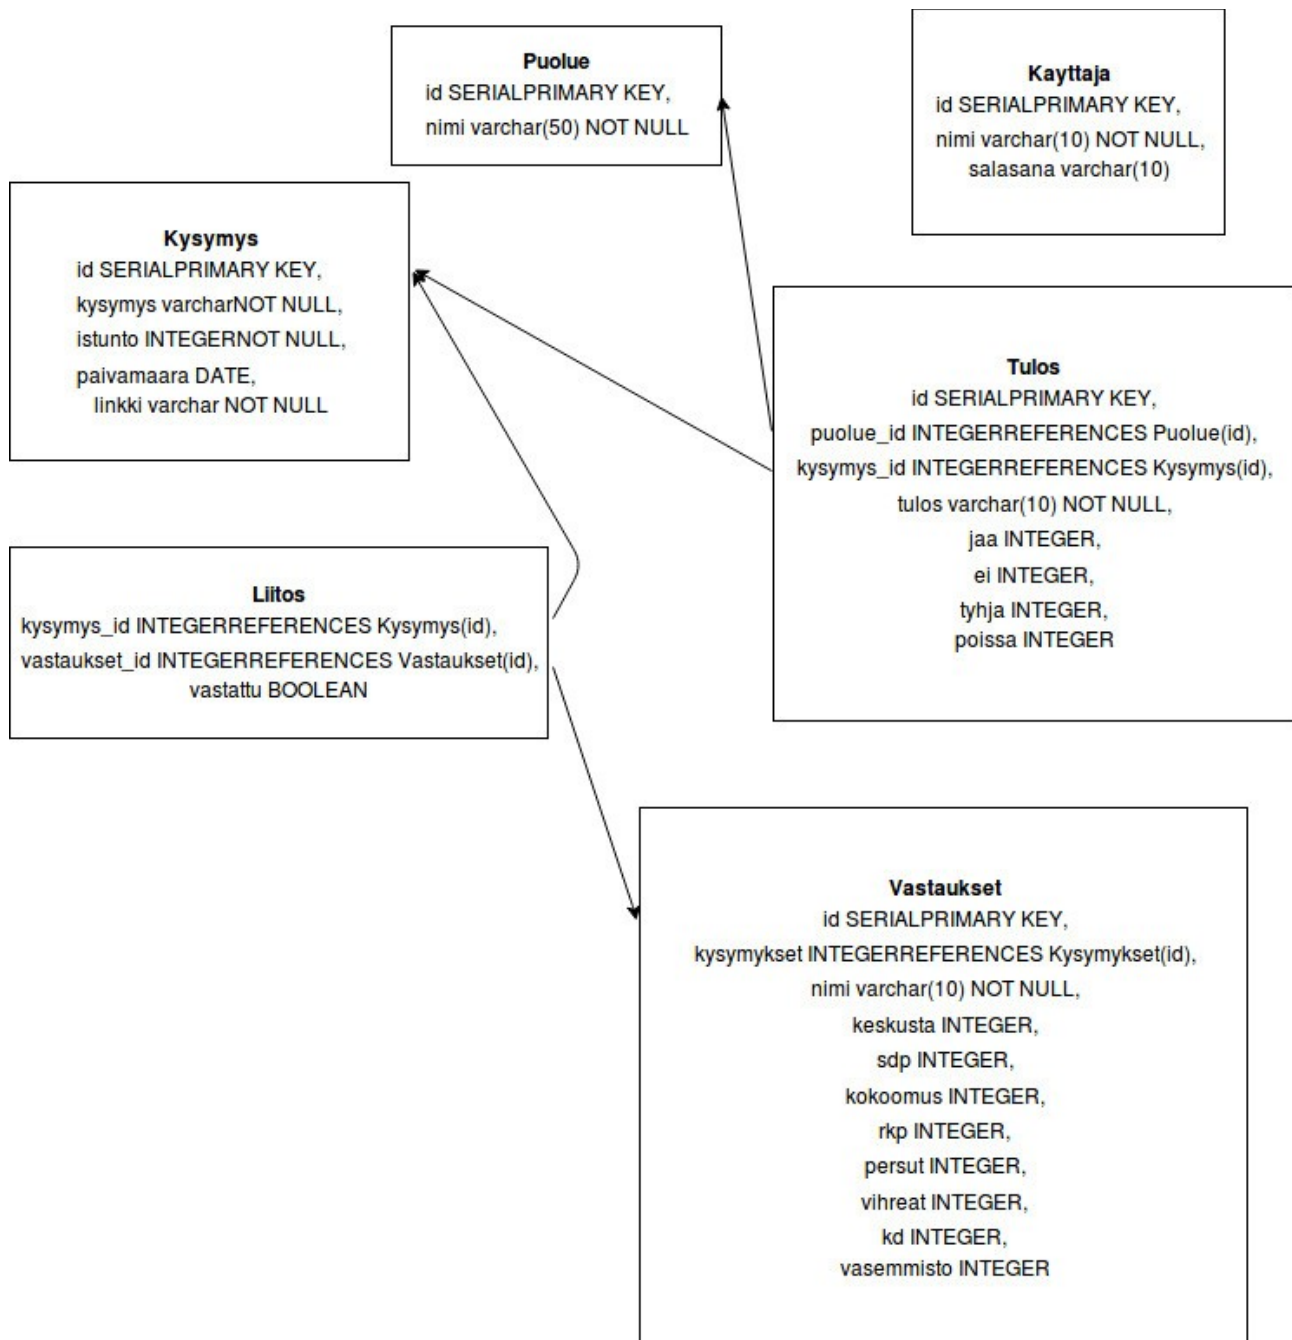 Puolue
id SERIALPRIMARY KEY,
nimi varchar(50) NOT NULL
Kayttaja
id SERIALPRIMARY KEY,
nimi varchar(10) NOT NULL,
salasana varchar(10)
Kysymys
id SERIALPRIMARY KEY,
kysymys varcharNOT NULL,
istunto INTEGERNOT NULL,
paivamaara DATE,
linkki varchar NOT NULL
Tulos
id SERIALPRIMARY KEY,
puolue_id INTEGERREFERENCES Puolue(id),
kysymys_id INTEGERREFERENCES Kysymys(id),
tulos varchar(10) NOT NULL,
jaa INTEGER,
ei INTEGER,
tyhja INTEGER,
poissa INTEGER
Liitos
kysymys_id INTEGERREFERENCES Kysymys(id),
vastaukset_id INTEGERREFERENCES Vastaukset(id),
vastattu BOOLEAN
Vastaukset
id SERIALPRIMARY KEY,
kysymykset INTEGERREFERENCES Kysymykset(id),
nimi varchar(10) NOT NULL,
keskusta INTEGER,
sdp INTEGER,
kokoomus INTEGER,
rkp INTEGER,
persut INTEGER,
vihreat INTEGER,
kd INTEGER,
vasemmisto INTEGER